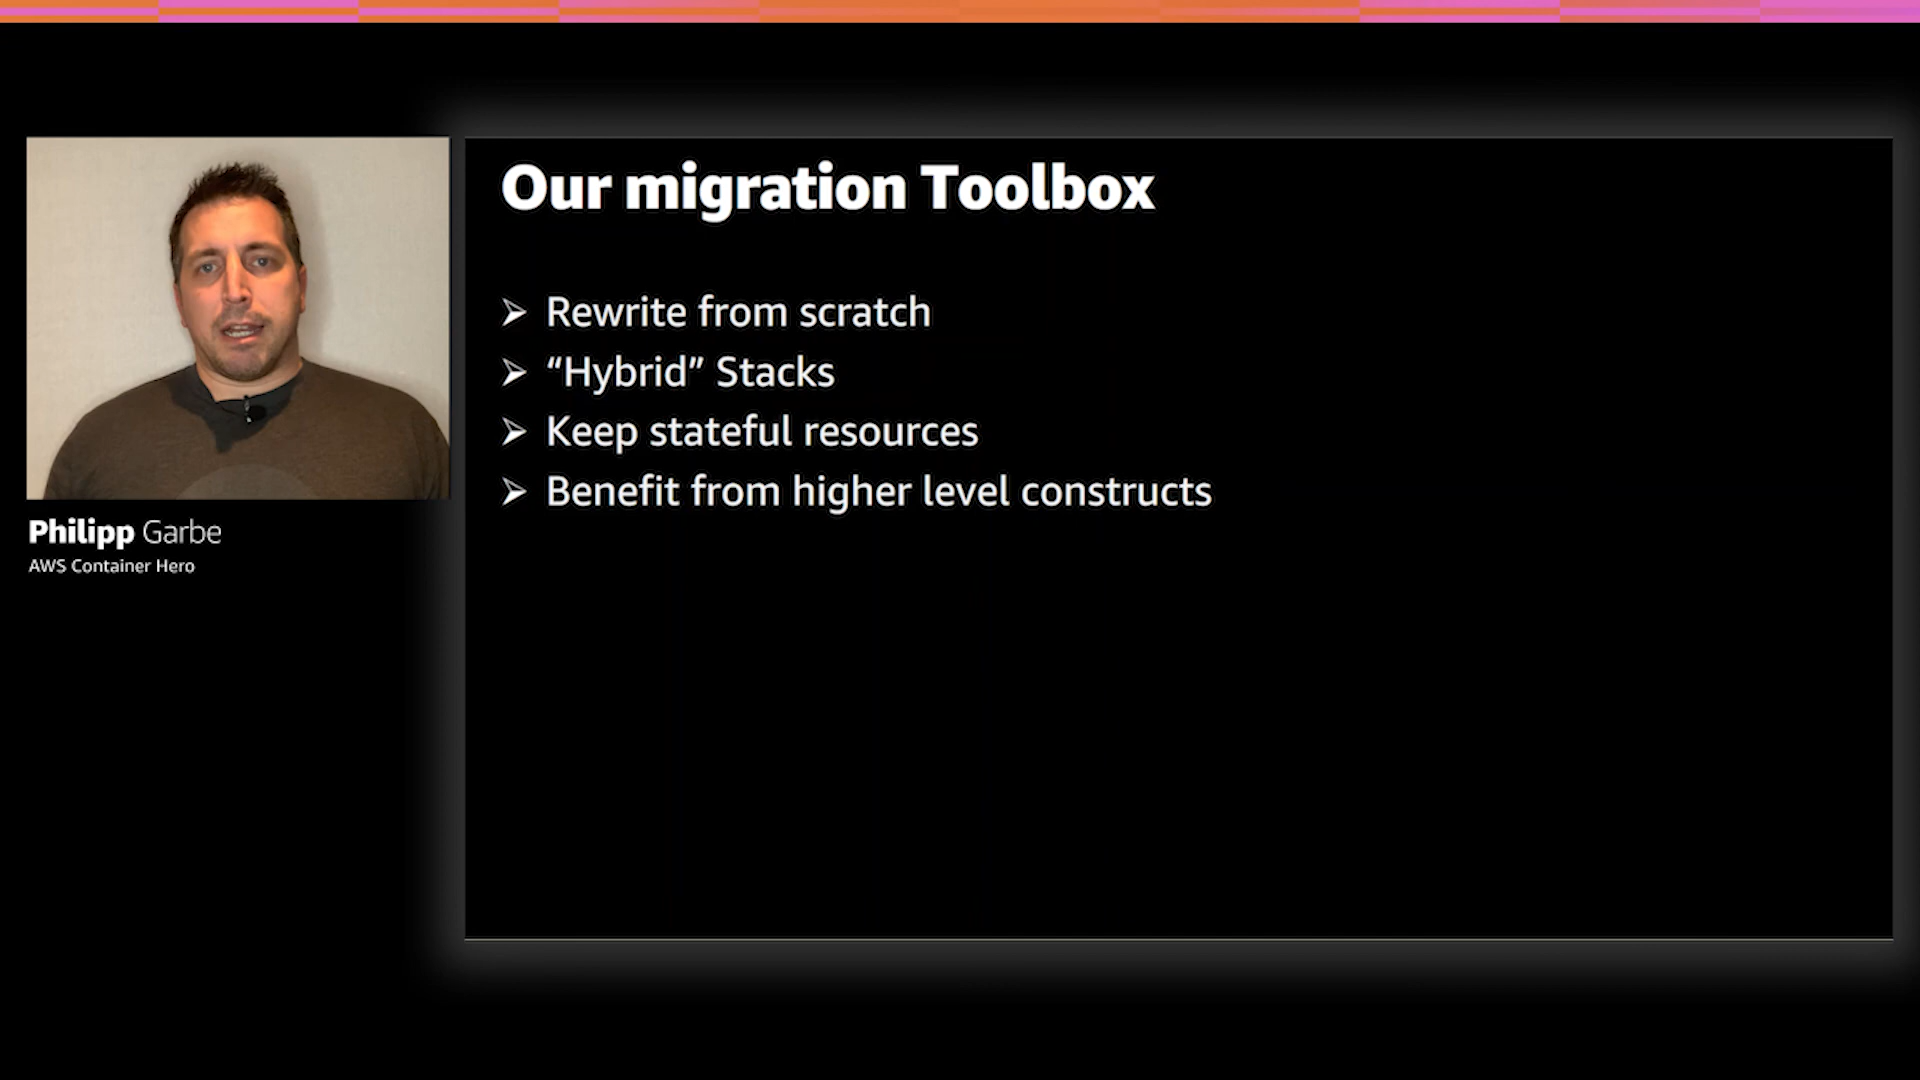 Our migration Toolbox
➢ Rewrite from scratch
➢ “Hybrid” Stacks
➢ Keep stateful resources
➢ Benefit from higher level constructs
Philipp Garbe
AWS Container Hero